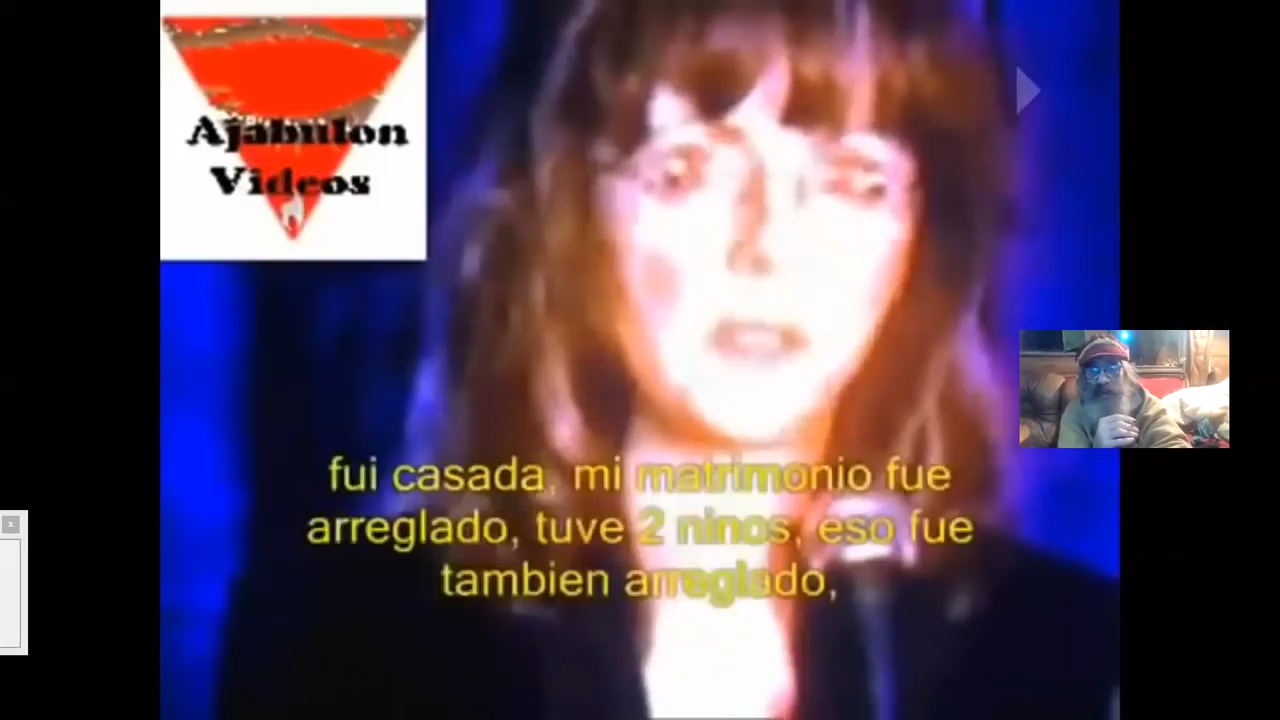 Ajabulon
Videos
fui casada, mi matrimonio fue
arreglado, tuve 2 ninos, eso fue
tambien arreglado,
x